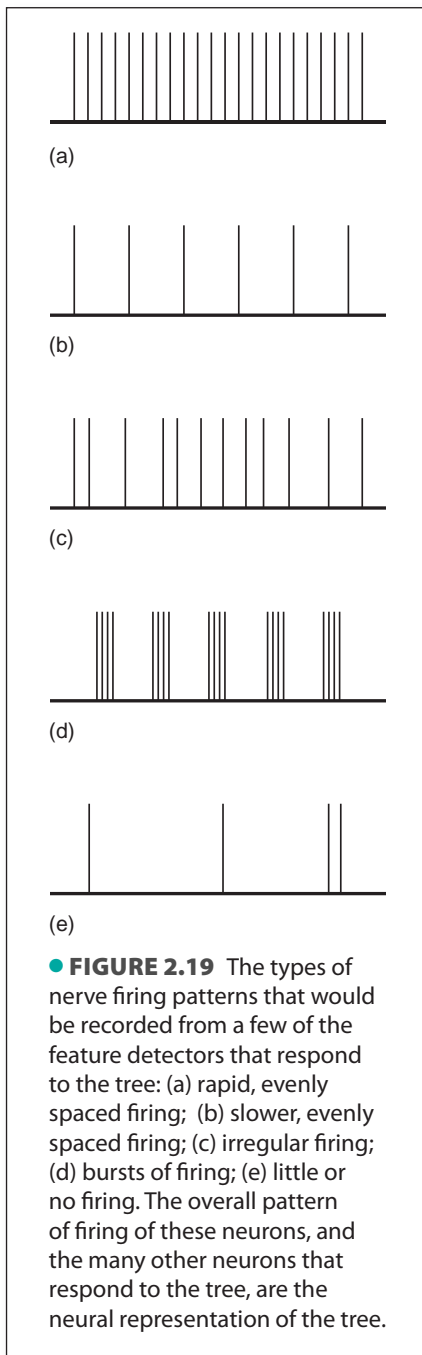 (a)
(b)
(c)
(d)
(e)
● FIGURE 2.19 The types of
nerve firing patterns that would
be recorded from a few of the
feature detectors that respond
to the tree: (a) rapid, evenly
spaced firing; (b) slower, evenly
spaced firing; (c) irregular firing;
(d) bursts of firing; (e) little or
no firing. The overall pattern
of firing of these neurons, and
the many other neurons that
respond to the tree, are the
neural representation of the tree.